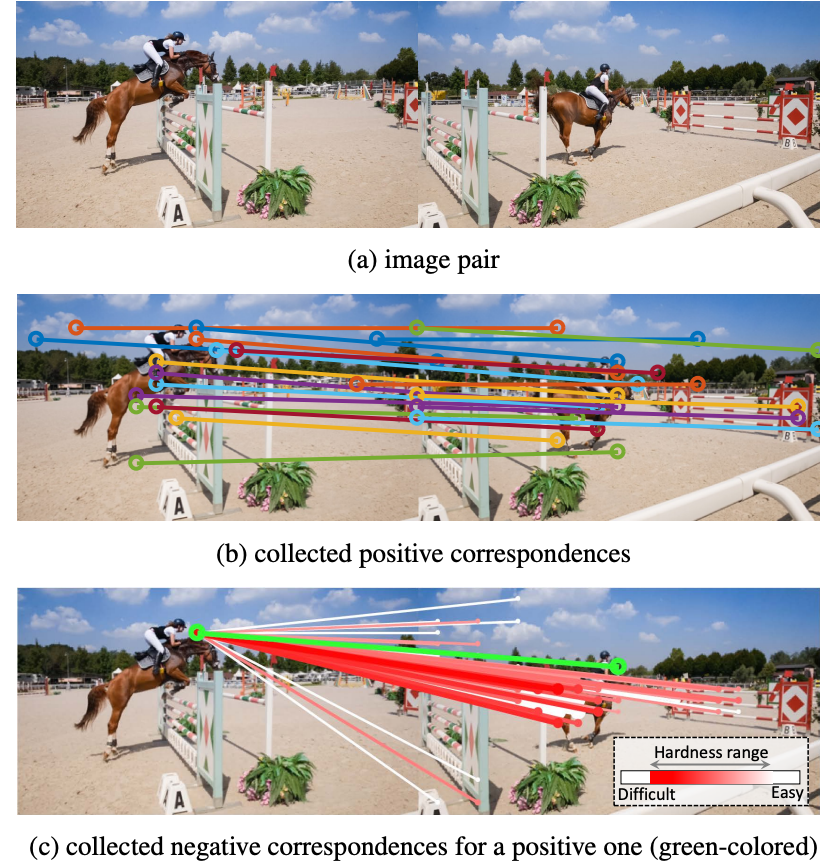 A
B
(a) image pair
A
B
(b) collected positive correspondences
A
B
Hardness range
Difficult
Easy
(c) collected negative correspondences for a positive one (green-colored)